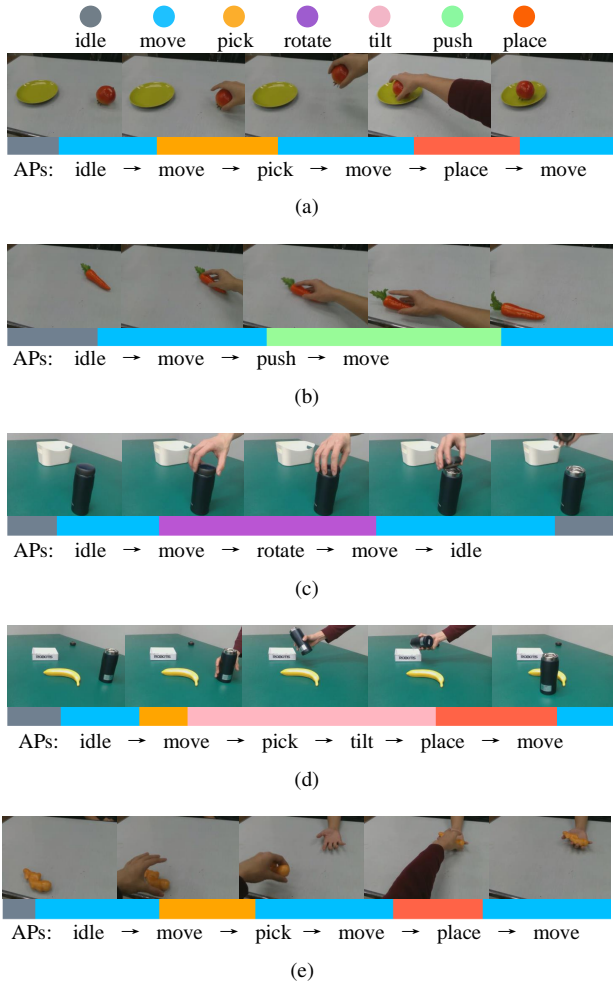 idle move pick rotate tilt push place
APs: idle → move → pick → move → place → move
(a)
APs: idle → move → push → move
(b)
APs: idle → move → rotate → move → idle
(c)
APs: idle → move → pick → tilt → place → move
(d)
APs: idle → move → pick → move → place → move
(e)